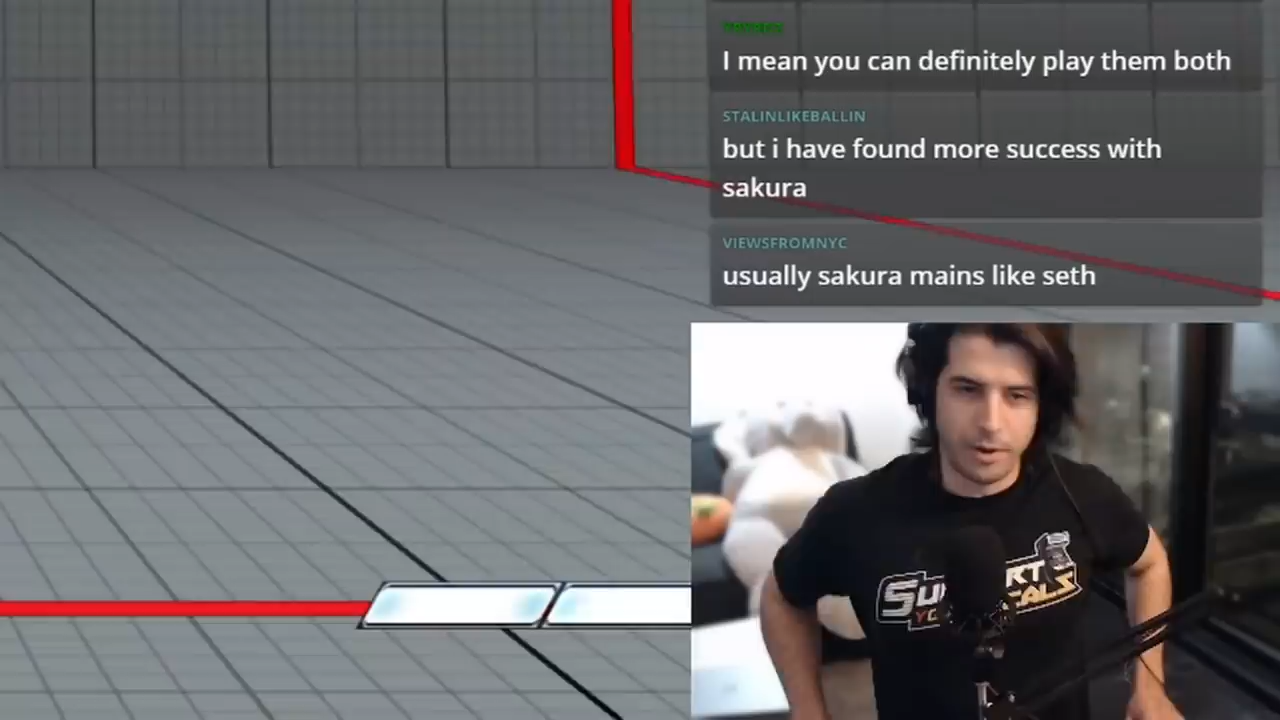 I mean you can definitely play them both
STALINLIKEBALLIN
but i have found more success with
sakura
VIEWSFROMNYC
usually sakura mains like seth